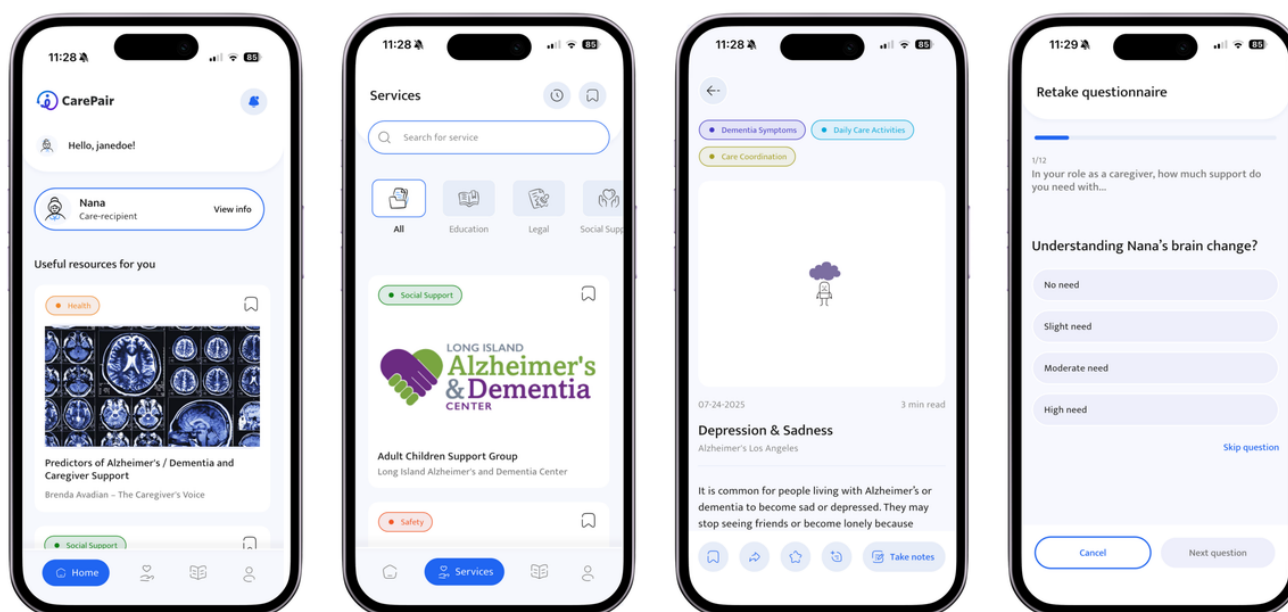 11:28
85
CarePair
Hello, janedoe!
Nana
Care-recipient
View info
Useful resources for you
Health
Predictors of Alzheimer's / Dementia and
Caregiver Support
Brenda Avadian – The Caregiver's Voice
Social Support
Home
11:28
85
Services
Search for service
All
Education
Legal
Social Supp
Social Support
LONG ISLAND
Alzheimer's
& Dementia
CENTER
Adult Children Support Group
Long Island Alzheimer's and Dementia Center
Safety
Services
11:28
85
Dementia Symptoms
Daily Care Activities
Care Coordination
07-24-2025
3 min read
Depression & Sadness
Alzheimer's Los Angeles
It is common for people living with Alzheimer's or
dementia to become sad or depressed. They may
stop seeing friends or become lonely because
Take notes
11:29
85
Retake questionnaire
1/12
In your role as a caregiver, how much support do
you need with...
Understanding Nana's brain change?
No need
Slight need
Moderate need
High need
Skip question
Cancel
Next question